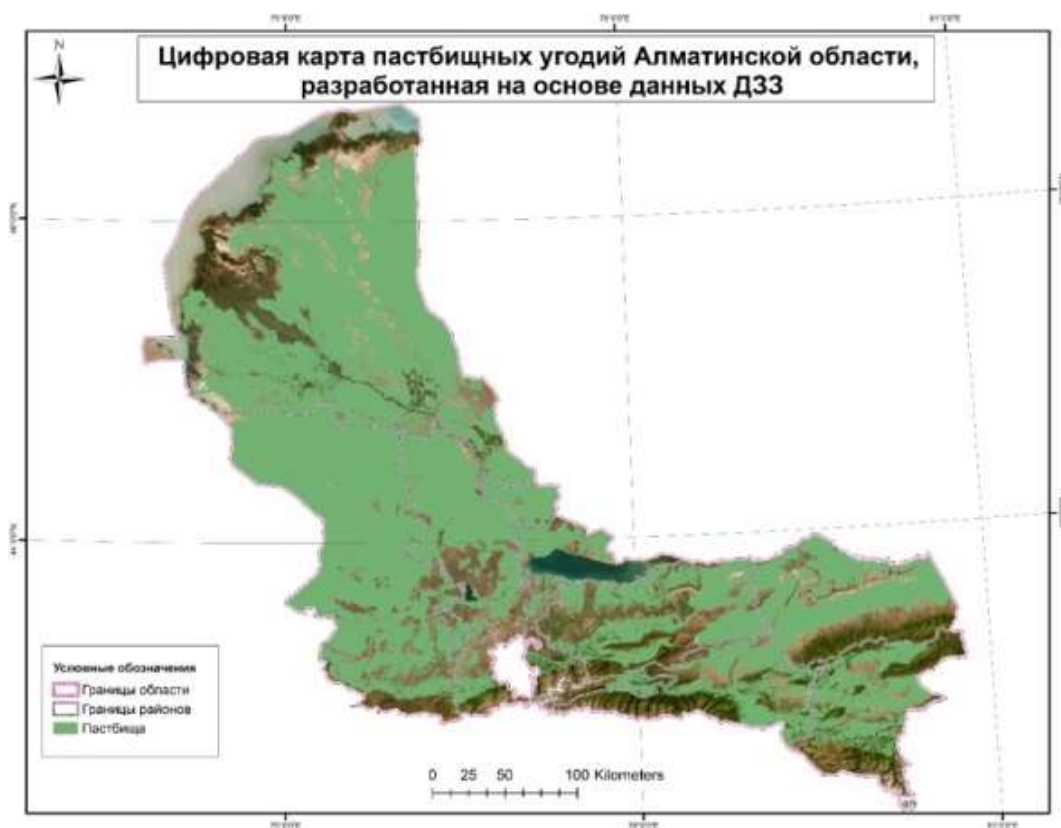 N
Цифровая карта пастбищных угодий Алматинской области,
разработанная на основе данных ДЗЗ
Условные обозначения
Границы области
Границы районов
Пастбища
0 25 50 100 Kilometers